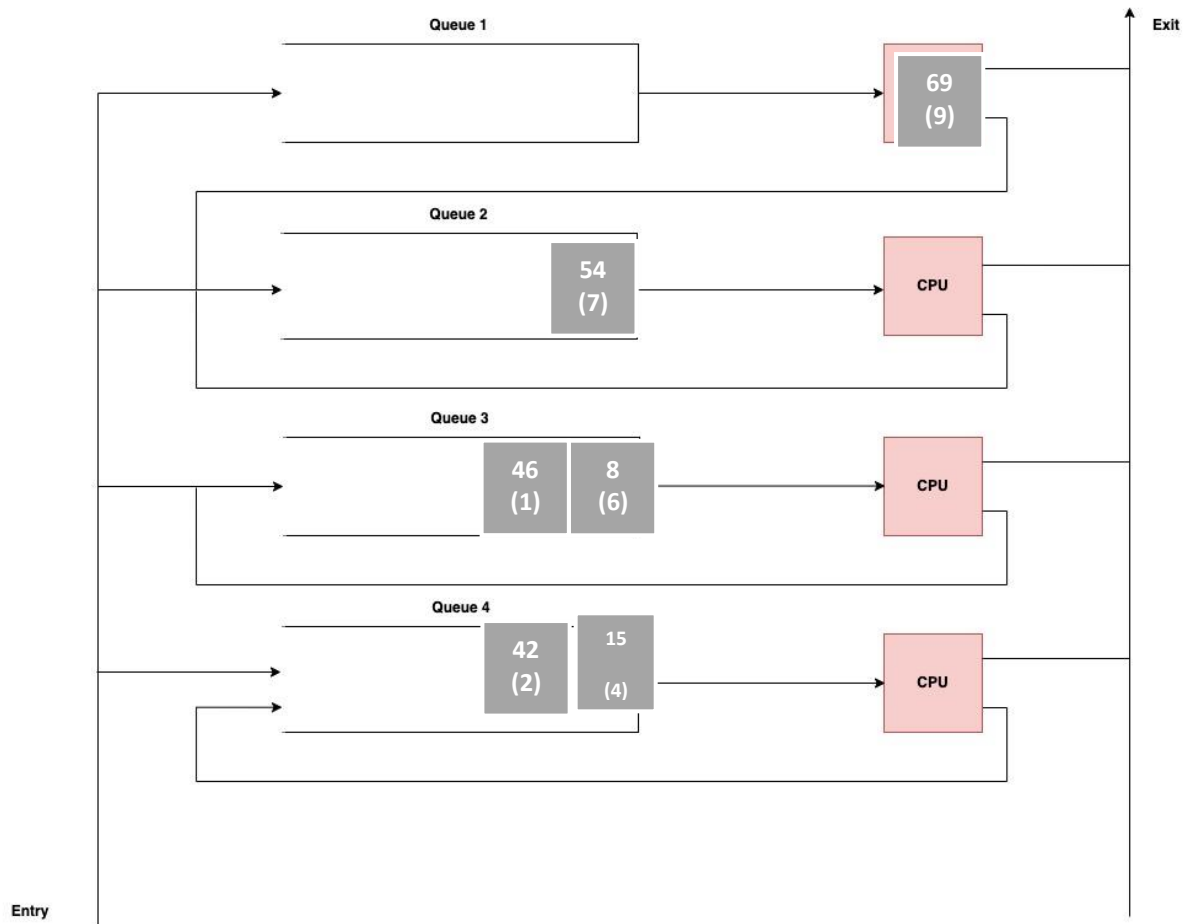 Queue 1
Exit
69
(9)
Queue 2
54
(7)
CPU
Queue 3
46
(1)
8
(6)
CPU
Queue 4
42
(2)
15
(4)
CPU
Entry